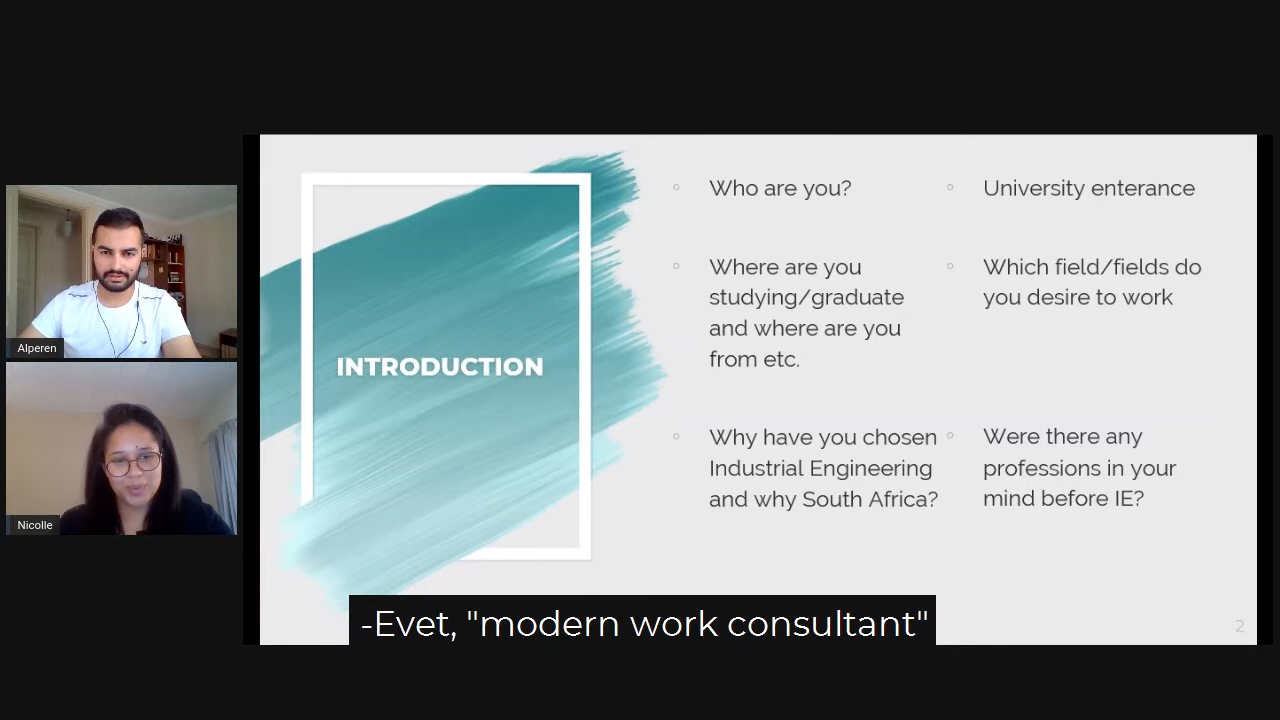 Alperen
Nicolle
INTRODUCTION
Who are you?
Where are you
studying/graduate
and where are you
from etc.
Why have you chosen
Industrial Engineering
and why South Africa?
University enterance
Which field/fields do
you desire to work
Were there any
professions in your
mind before IE?
-Evet, "modern work consultant"
2